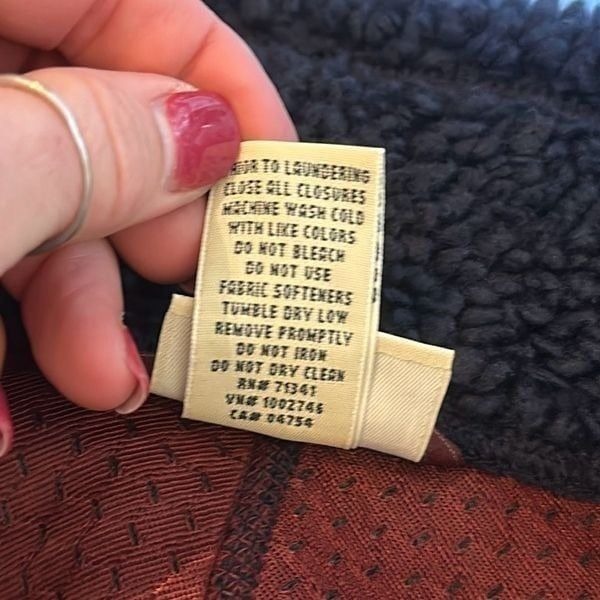 PRIOR TO LAUNDERING
CLOSE ALL CLOSURES
MACHINE WASH COLD
WITH LIKE COLORS
DO NOT BLEACH
DO NOT USE
FABRIC SOFTENERS
TUMBLE DRY LOW
REMOVE PROMPTLY
DO NOT IRON
DO NOT DRY CLEAN
RN# 71341
VN# 1002746
CA# 04754